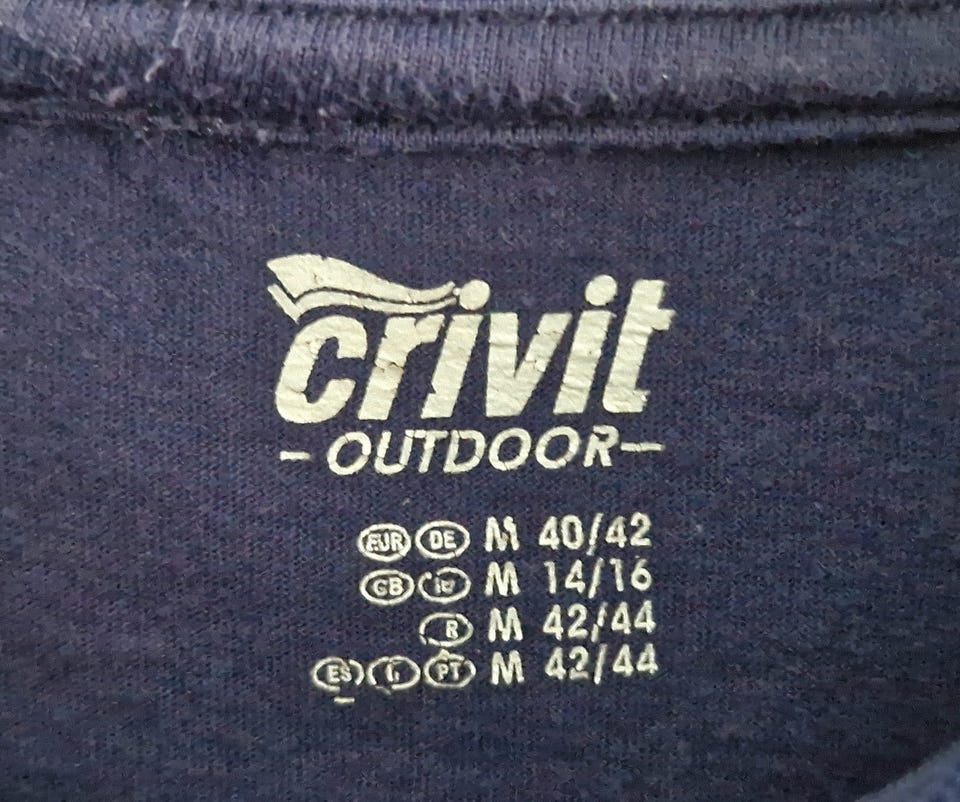 crivit
- OUTDOOR -
EUR DE M 40/42
GB IE M 14/16
R M 42/44
ES I PT M 42/44